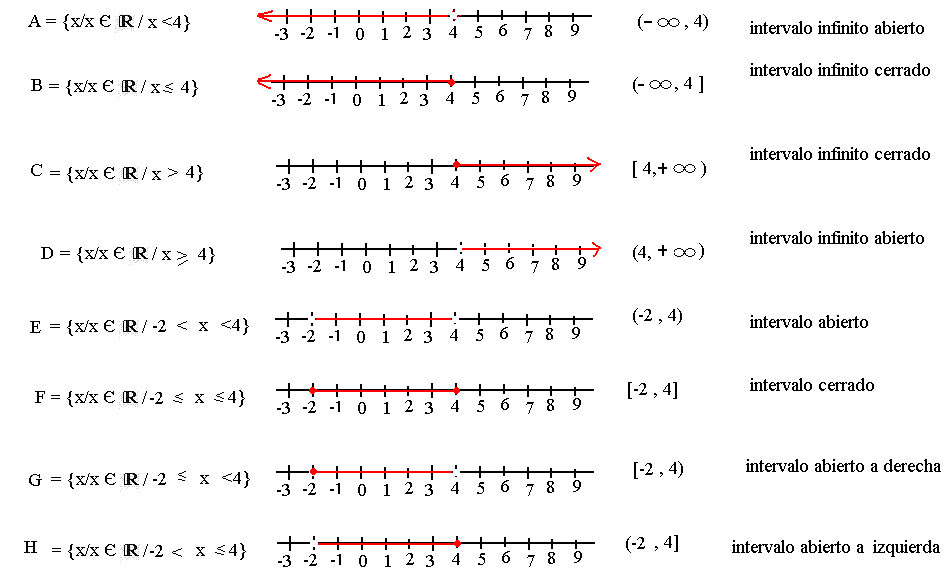 A = {x/x Є ℝ / x <4} -3 -2 -1 0 1 2 3 4 5 6 7 8 9 (- ∞ , 4) intervalo infinito abierto
B = {x/x Є ℝ / x ≤ 4} -3 -2 -1 0 1 2 3 4 5 6 7 8 9 (- ∞ , 4 ] intervalo infinito cerrado
C = {x/x Є ℝ / x > 4} -3 -2 -1 0 1 2 3 4 5 6 7 8 9 [ 4,+ ∞ ) intervalo infinito cerrado
D = {x/x Є ℝ / x ≥ 4} -3 -2 -1 0 1 2 3 4 5 6 7 8 9 (4, + ∞ ) intervalo infinito abierto
E = {x/x Є ℝ / -2 < x <4} -3 -2 -1 0 1 2 3 4 5 6 7 8 9 (-2 , 4) intervalo abierto
F = {x/x Є ℝ / -2 ≤ x ≤4} -3 -2 -1 0 1 2 3 4 5 6 7 8 9 [-2 , 4] intervalo cerrado
G = {x/x Є ℝ / -2 ≤ x <4} -3 -2 -1 0 1 2 3 4 5 6 7 8 9 [-2 , 4) intervalo abierto a derecha
H = {x/x Є ℝ / -2 < x ≤4} -3 -2 -1 0 1 2 3 4 5 6 7 8 9 (-2 , 4] intervalo abierto a izquierda